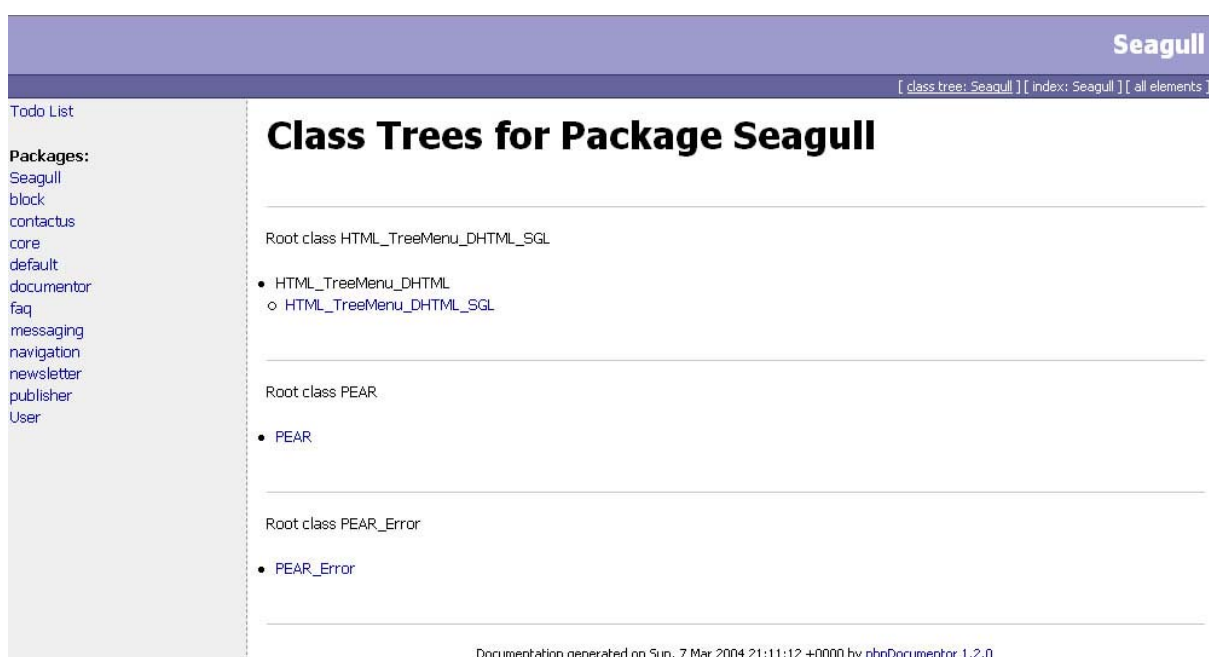 Seagull
[ class tree: Seagull ] [ index: Seagull ] [ all elements ]
Todo List
Packages:
Seagull
block
contactus
core
default
documentor
faq
messaging
navigation
newsletter
publisher
User
Class Trees for Package Seagull
Root class HTML_TreeMenu_DHTML_SGL
• HTML_TreeMenu_DHTML
o HTML_TreeMenu_DHTML_SGL
Root class PEAR
• PEAR
Root class PEAR_Error
• PEAR_Error
Documentation generated on Sun, 7 Mar 2004 21:11:12 +0000 by phpDocumentor 1.2.0